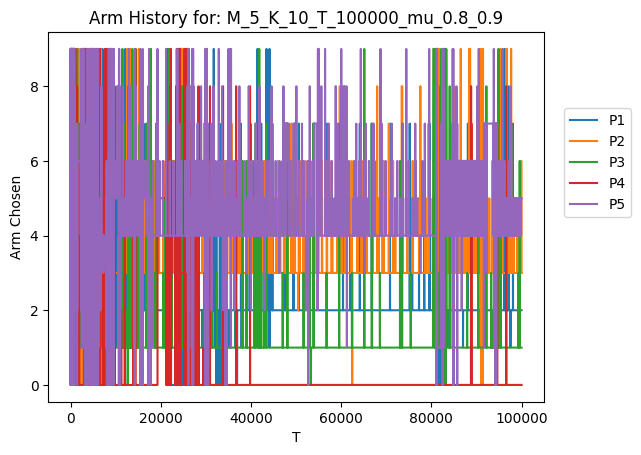 Arm History for: M_5_K_10_T_100000_mu_0.8_0.9
8
6
4
2
0
Arm Chosen
0 20000 40000 60000 80000 100000
T
P1
P2
P3
P4
P5